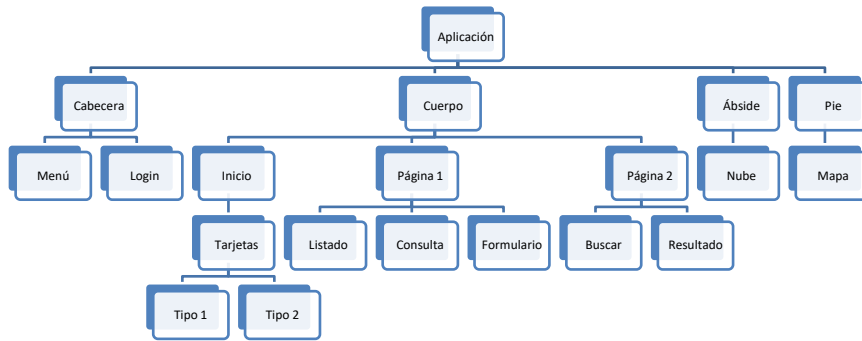 Aplicación
Cabecera
Cuerpo
Ábside
Pie
Menú
Login
Inicio
Página 1
Página 2
Nube
Mapa
Tarjetas
Listado
Consulta
Formulario
Buscar
Resultado
Tipo 1
Tipo 2